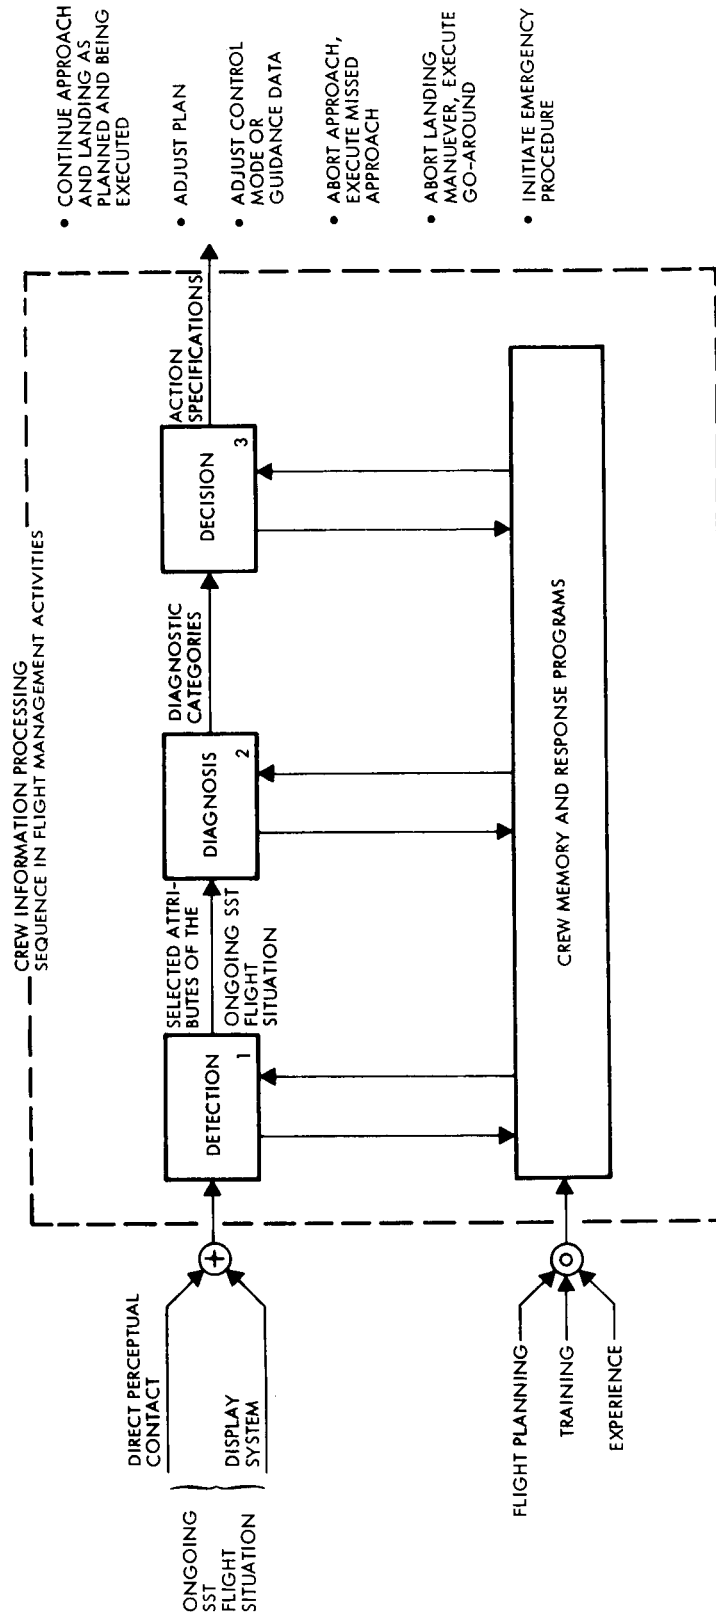 CREW INFORMATION PROCESSING
SEQUENCE IN FLIGHT MANAGEMENT ACTIVITIES
ONGOING
SST
FLIGHT
SITUATION
DIRECT PERCEPTUAL
CONTACT
DISPLAY
SYSTEM
+
DETECTION
1
SELECTED ATTRI-
BUTES OF THE
ONGOING SST
FLIGHT
SITUATION
DIAGNOSIS
2
DIAGNOSTIC
CATEGORIES
DECISION
3
ACTION
SPECIFICATIONS
• CONTINUE APPROACH
AND LANDING AS
PLANNED AND BEING
EXECUTED
• ADJUST PLAN
• ADJUST CONTROL
MODE OR
GUIDANCE DATA
• ABORT APPROACH,
EXECUTE MISSED
APPROACH
• ABORT LANDING
MANUEVER, EXECUTE
GO-AROUND
• INITIATE EMERGENCY
PROCEDURE
FLIGHT PLANNING
TRAINING
EXPERIENCE
CREW MEMORY AND RESPONSE PROGRAMS